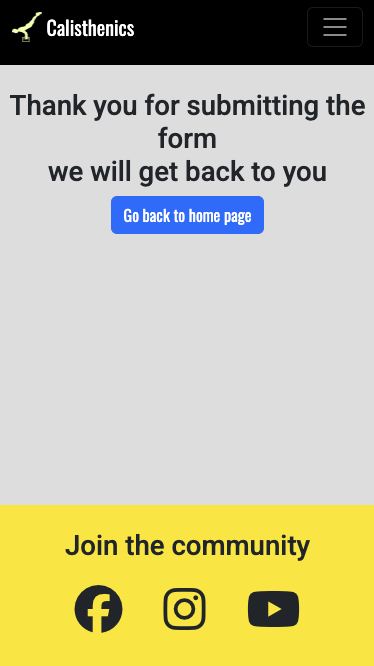 Calisthenics
Thank you for submitting the
form
we will get back to you
Go back to home page
Join the community